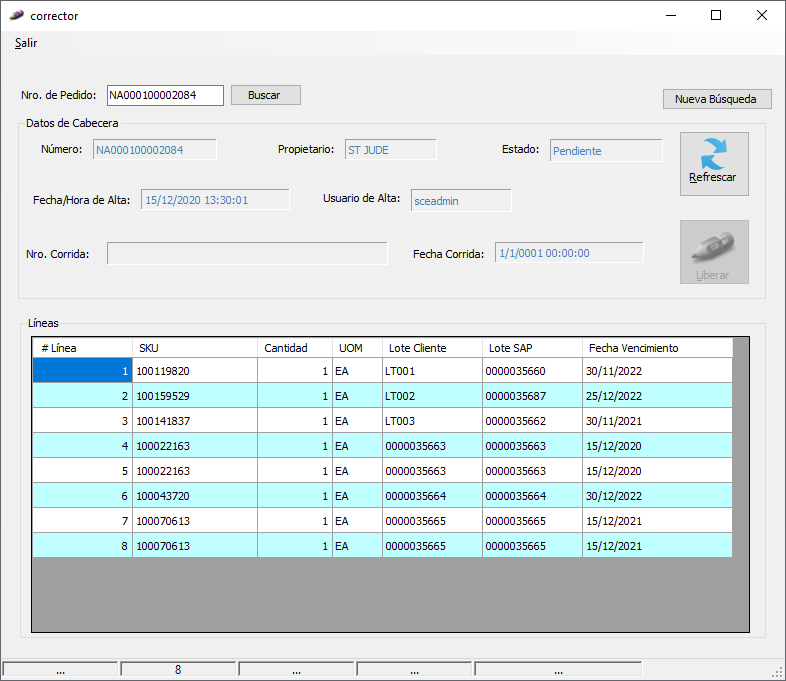 corrector
Salir
Nro. de Pedido: NA000100002084 Buscar
Nueva Búsqueda
Datos de Cabecera
Número: NA000100002084 Propietario: ST JUDE Estado: Pendiente
Refrescar
Fecha/Hora de Alta: 15/12/2020 13:30:01 Usuario de Alta: sceadmin
Nro. Corrida: Fecha Corrida: 1/1/0001 00:00:00
Liberar
Líneas
# Línea SKU Cantidad UOM Lote Cliente Lote SAP Fecha Vencimiento
1 100119820 1 EA LT001 0000035660 30/11/2022
2 100159529 1 EA LT002 0000035687 25/12/2022
3 100141837 1 EA LT003 0000035662 30/11/2021
4 100022163 1 EA 0000035663 0000035663 15/12/2020
5 100022163 1 EA 0000035663 0000035663 15/12/2020
6 100043720 1 EA 0000035664 0000035664 30/12/2022
7 100070613 1 EA 0000035665 0000035665 15/12/2021
8 100070613 1 EA 0000035665 0000035665 15/12/2021
... 8 ... ... ...